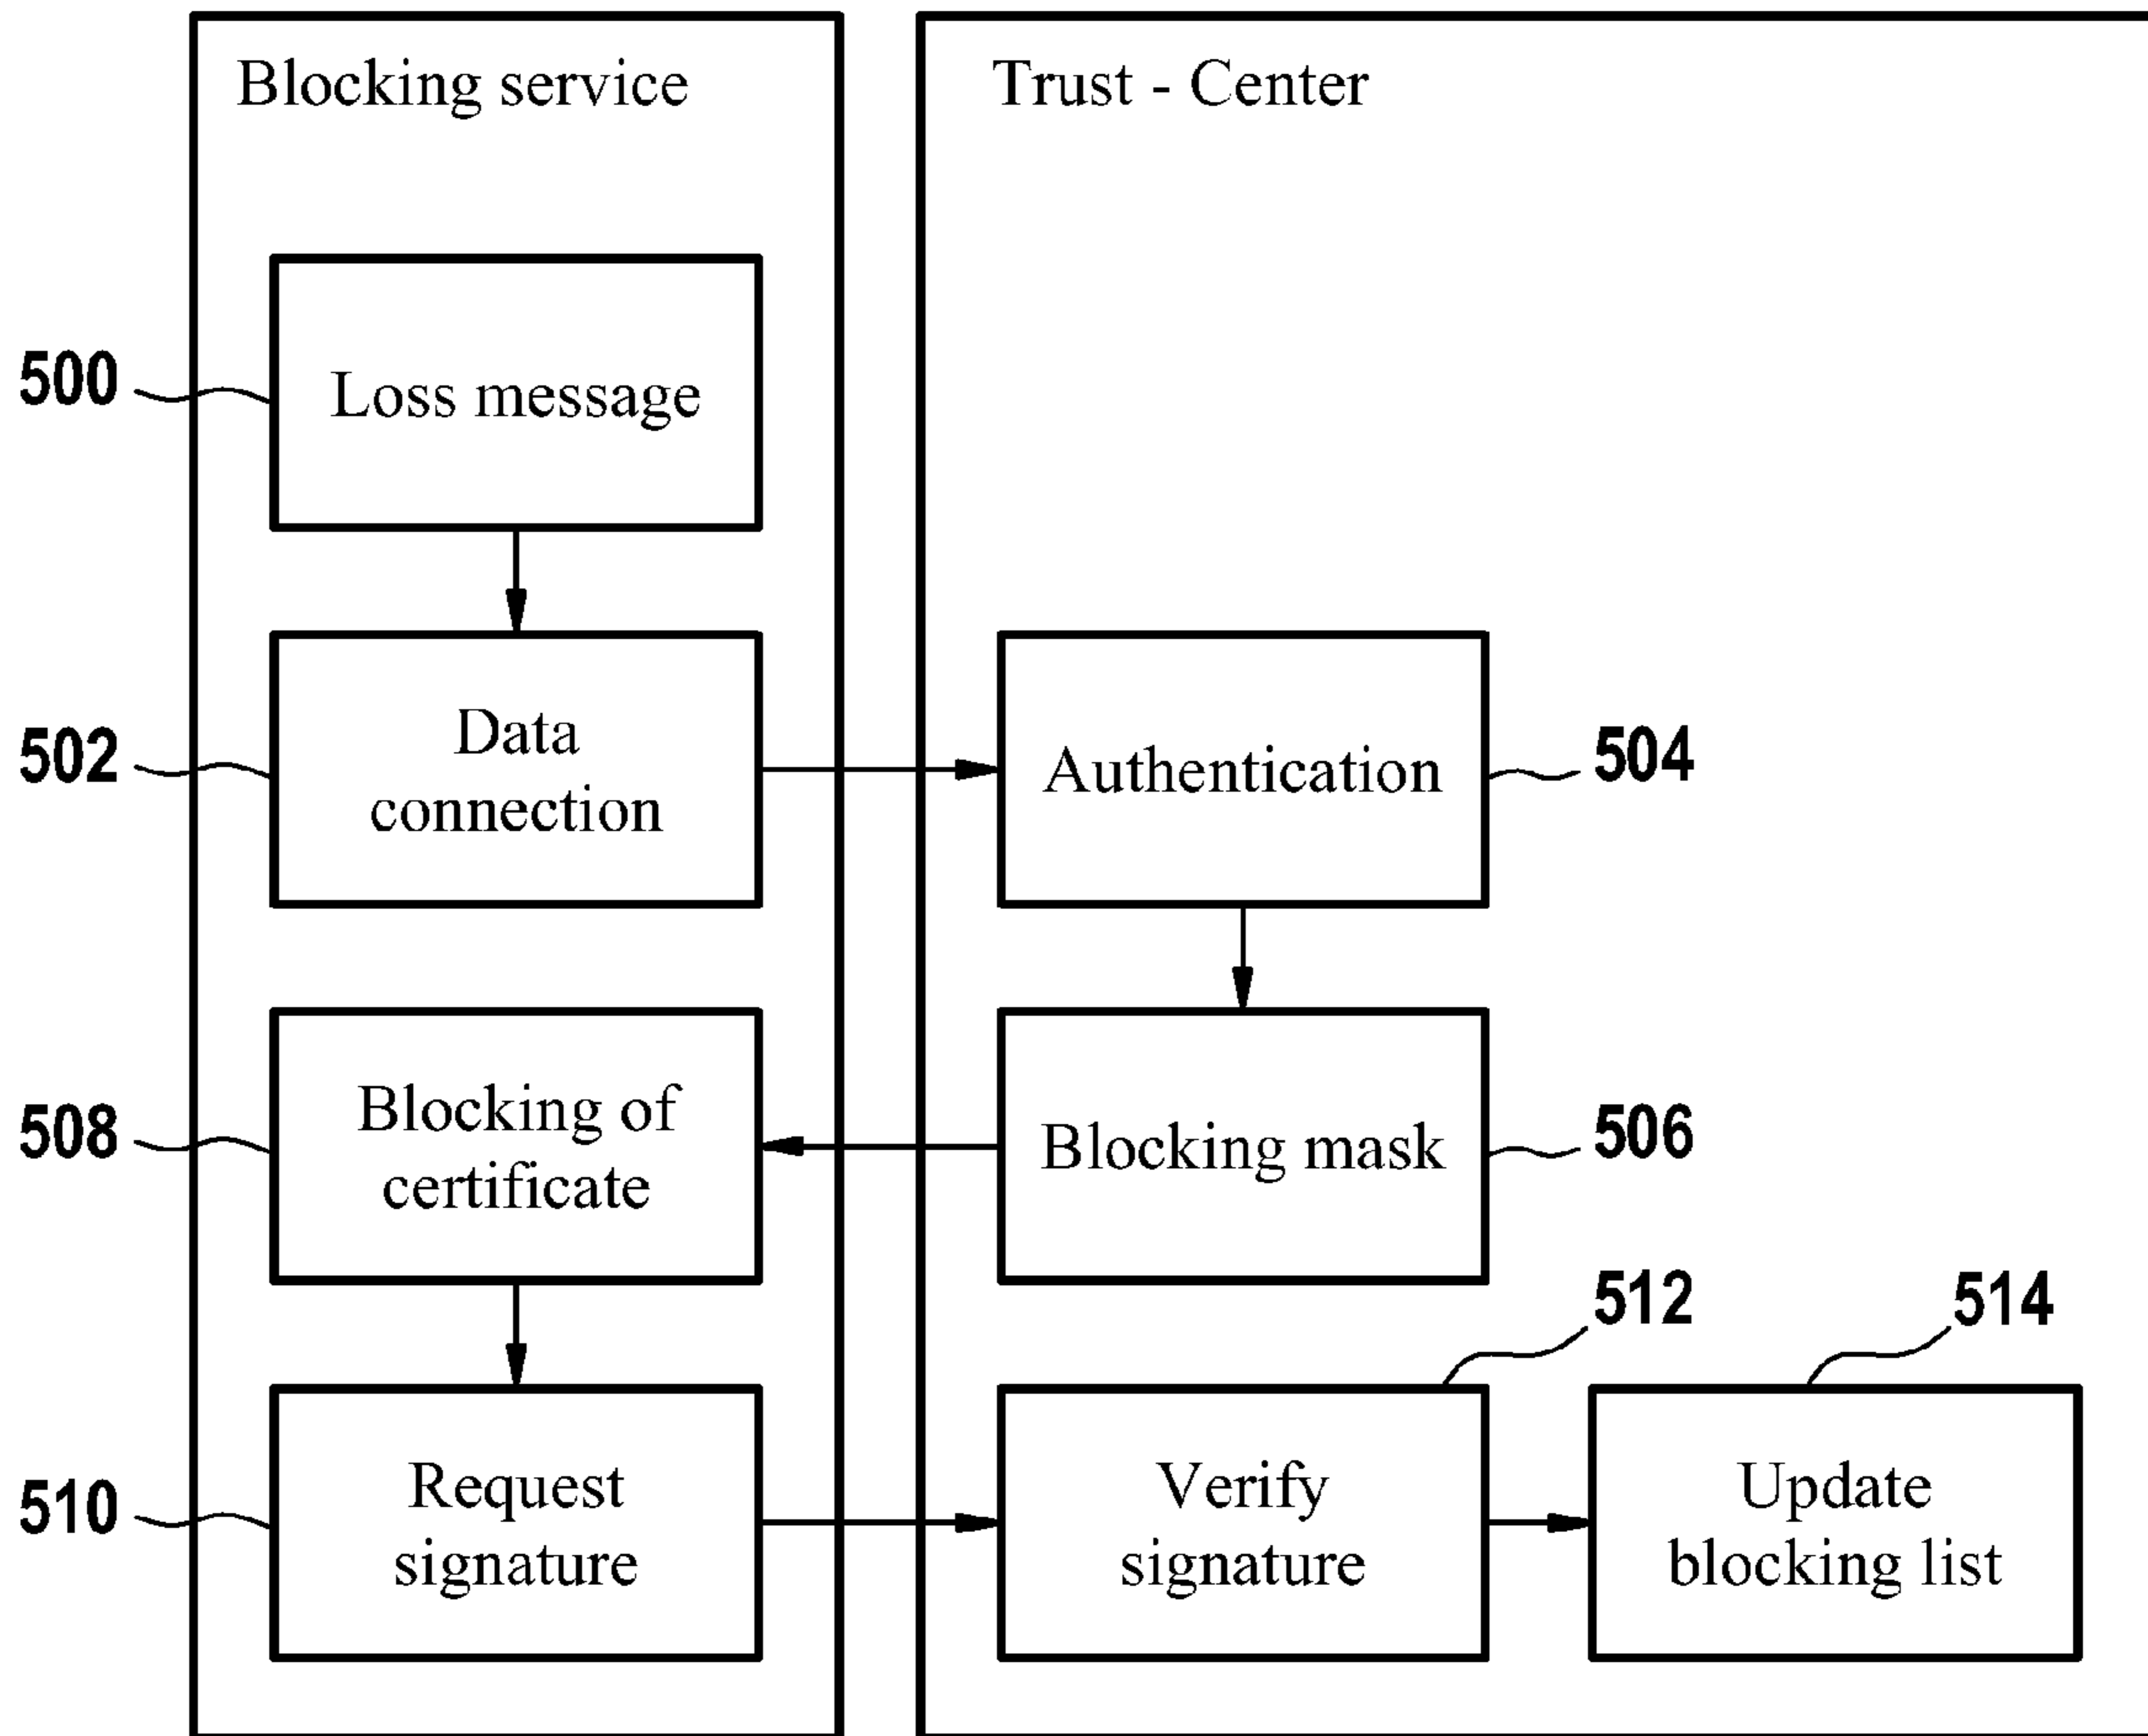 Blocking service
Trust - Center
500
Loss message
502
Data
connection
Authentication
504
508
Blocking of
certificate
Blocking mask
506
512
514
510
Request
signature
Verify
signature
Update
blocking list